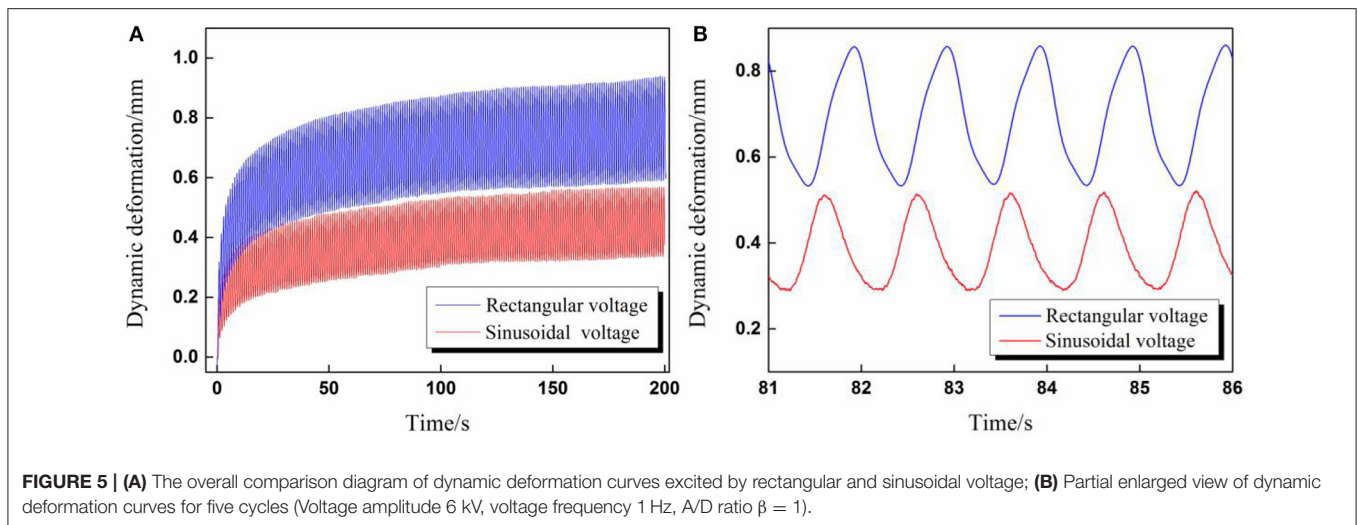 A
Dynamic deformation/mm
1.0
0.8
0.6
0.4
0.2
0.0
Rectangular voltage
Sinusoidal voltage
0 50 100 150 200
Time/s
B
Dynamic deformation/mm
0.8
0.6
0.4
0.2
Rectangular voltage
Sinusoidal voltage
81 82 83 84 85 86
Time/s
FIGURE 5 | (A) The overall comparison diagram of dynamic deformation curves excited by rectangular and sinusoidal voltage; (B) Partial enlarged view of dynamic
deformation curves for five cycles (Voltage amplitude 6 kV, voltage frequency 1 Hz, A/D ratio β = 1).